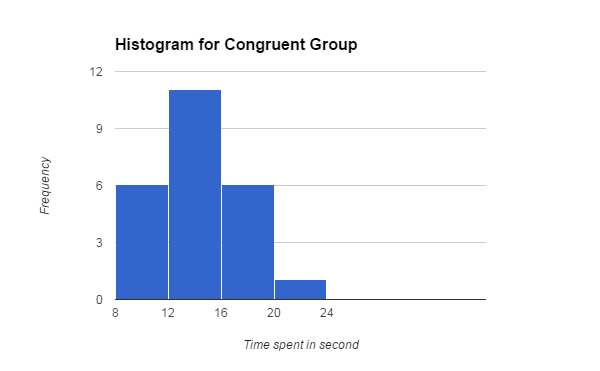 Histogram for Congruent Group
12
9
6
3
0
Frequency
8 12 16 20 24
Time spent in second